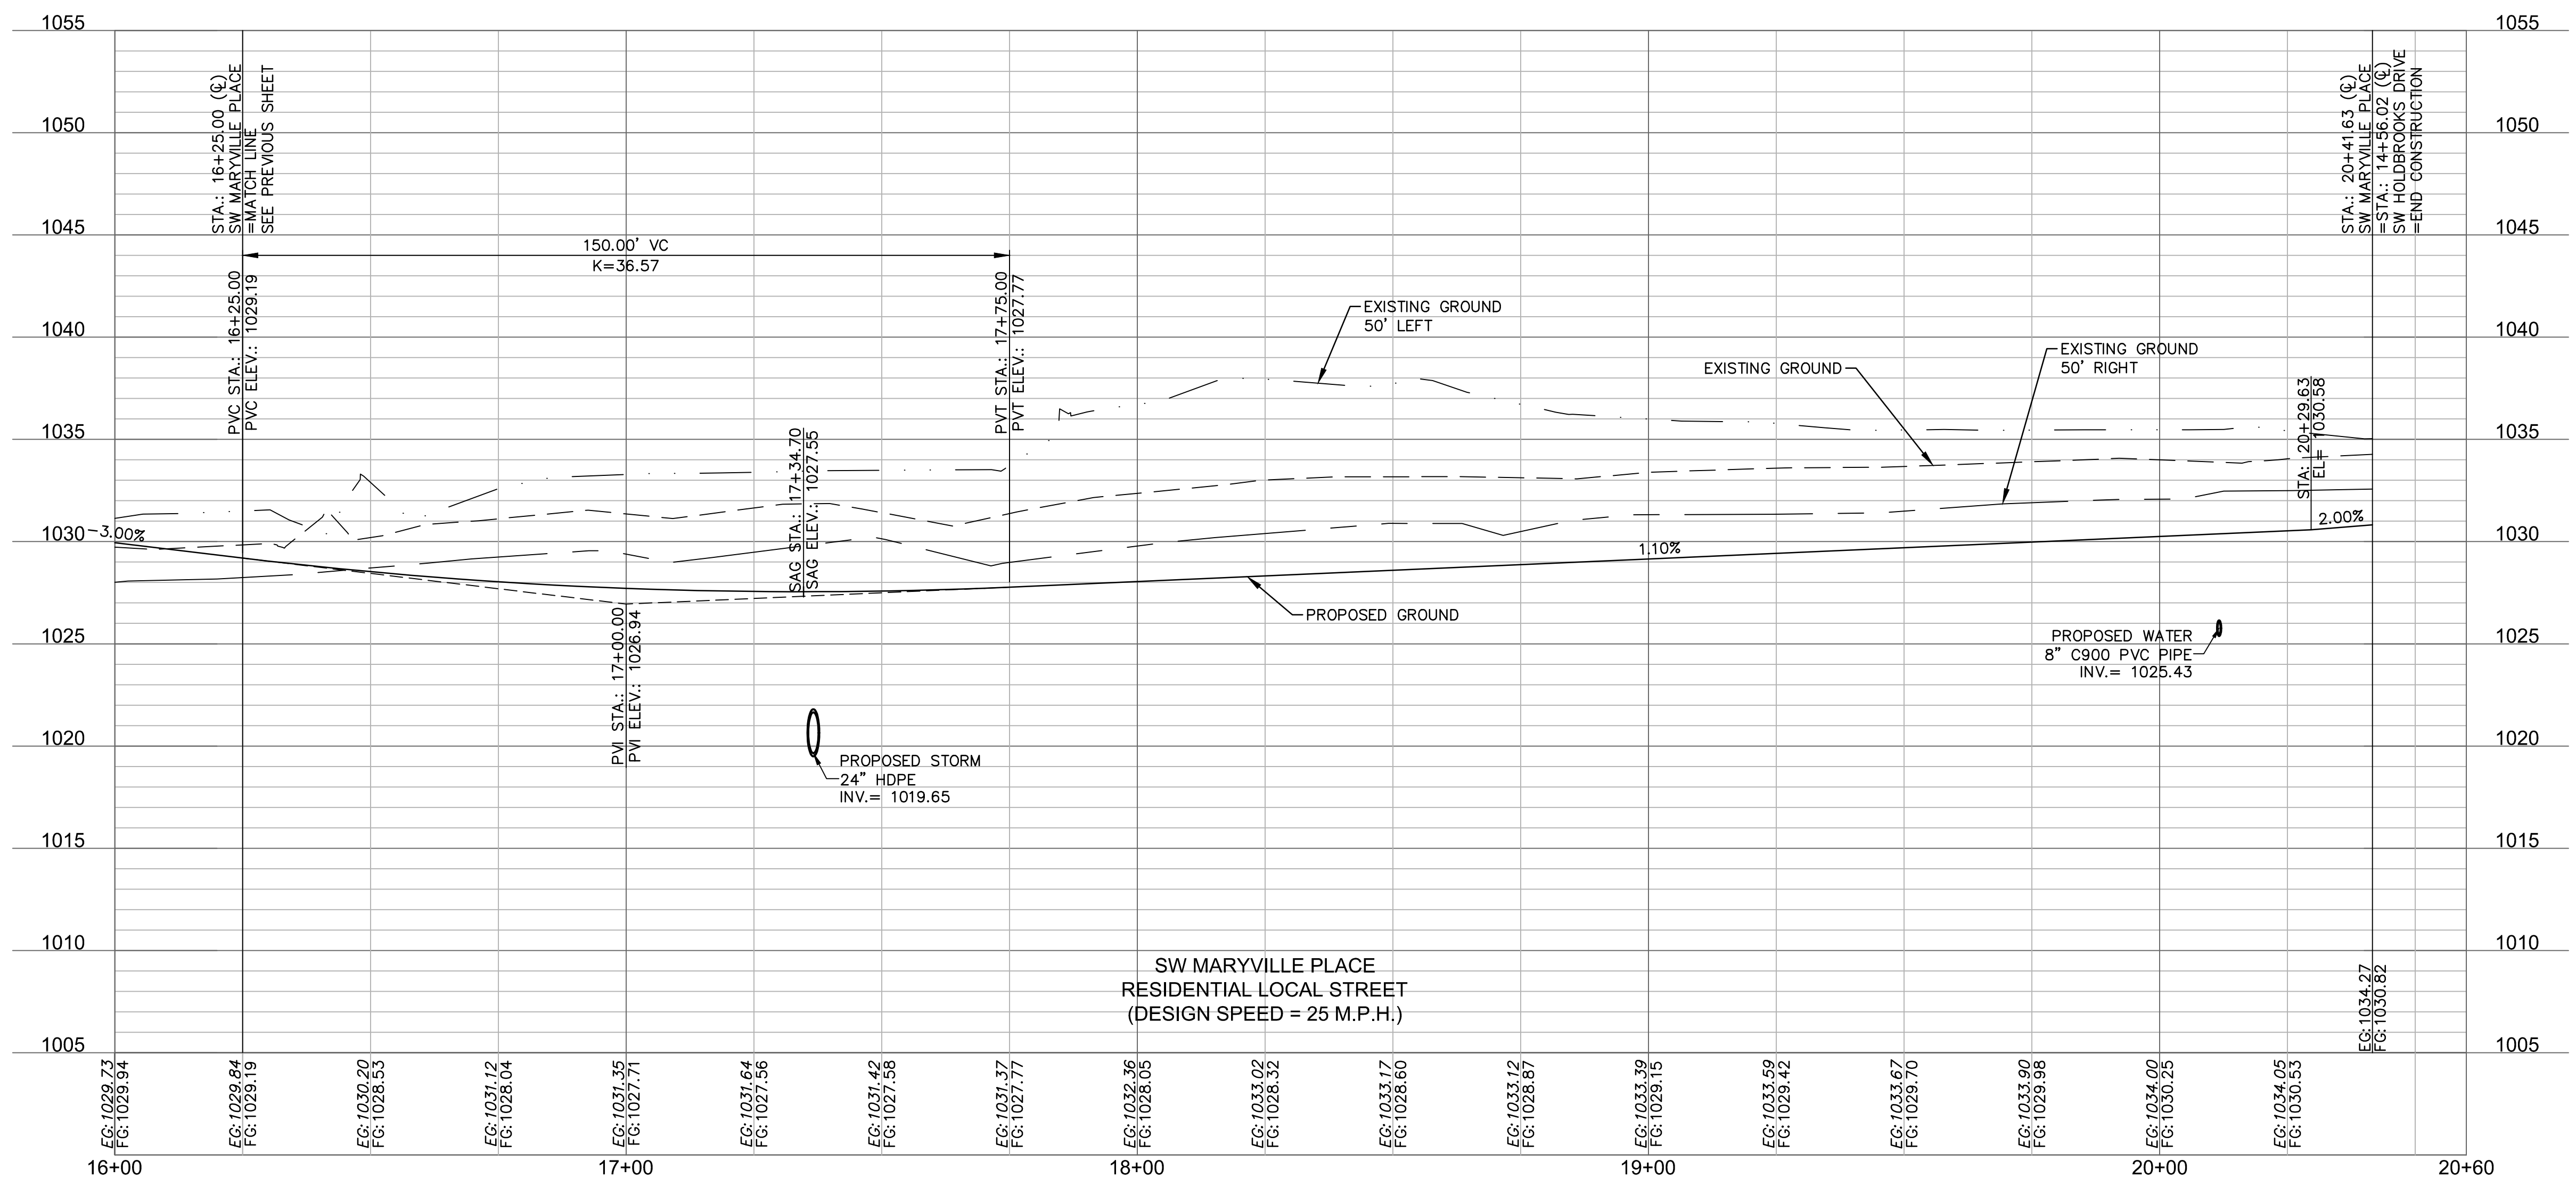 1055
1050
1045
1040
1035
1030
1025
1020
1015
1010
1005
1055
1050
1045
1040
1035
1030
1025
1020
1015
1010
1005
STA.: 16+25.00 (℄)
SW MARYVILLE PLACE
=MATCH LINE
SEE PREVIOUS SHEET
STA.: 20+41.63 (℄)
SW MARYVILLE PLACE
=STA.: 14+56.02 (℄)
SW HOLDBROOKS DRIVE
=END CONSTRUCTION
150.00' VC
K=36.57
PVC STA.: 16+25.00
PVC ELEV.: 1029.19
PVT STA.: 17+75.00
PVT ELEV.: 1027.77
SAG STA.: 17+34.70
SAG ELEV.: 1027.55
PVI STA.: 17+00.00
PVI ELEV.: 1026.94
EXISTING GROUND
50' LEFT
EXISTING GROUND
EXISTING GROUND
50' RIGHT
STA: 20+29.63
EL= 1030.58
-3.00%
1.10%
2.00%
PROPOSED GROUND
PROPOSED WATER
8" C900 PVC PIPE
INV.= 1025.43
PROPOSED STORM
24" HDPE
INV.= 1019.65
SW MARYVILLE PLACE
RESIDENTIAL LOCAL STREET
(DESIGN SPEED = 25 M.P.H.)
EG:1029.73
FG:1029.94
EG:1029.84
FG:1029.19
EG:1030.20
FG:1028.53
EG:1031.12
FG:1028.04
EG:1031.35
FG:1027.71
EG:1031.64
FG:1027.56
EG:1031.42
FG:1027.58
EG:1031.37
FG:1027.77
EG:1032.36
FG:1028.05
EG:1033.02
FG:1028.32
EG:1033.17
FG:1028.60
EG:1033.12
FG:1028.87
EG:1033.39
FG:1029.15
EG:1033.59
FG:1029.42
EG:1033.67
FG:1029.70
EG:1033.90
FG:1029.98
EG:1034.00
FG:1030.25
EG:1034.05
FG:1030.53
EG:1034.27
FG:1030.82
16+00
17+00
18+00
19+00
20+00
20+60